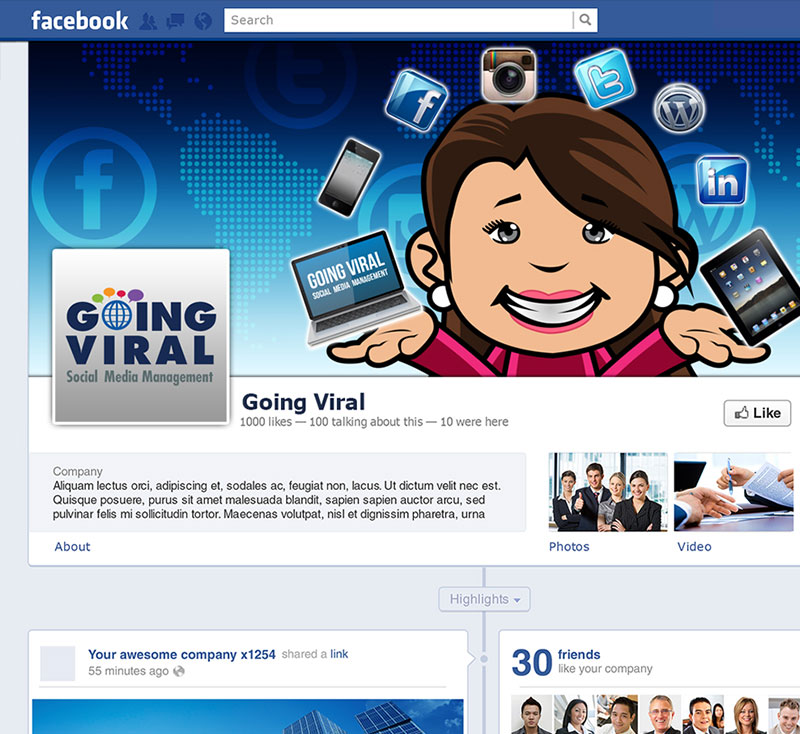 facebook
Search
GOING VIRAL
SOCIAL MEDIA MANAGEMENT
GOING
VIRAL
Social Media Management
Going Viral
1000 likes — 100 talking about this — 10 were here
Like
Company
Aliquam lectus orci, adipiscing et, sodales ac, feugiat non, lacus. Ut dictum velit nec est.
Quisque posuere, purus sit amet malesuada blandit, sapien sapien auctor arcu, sed
pulvinar felis mi sollicitudin tortor. Maecenas volutpat, nisl et dignissim pharetra, urna
About
Photos
Video
Highlights
Your awesome company x1254 shared a link
55 minutes ago
30 friends
like your company